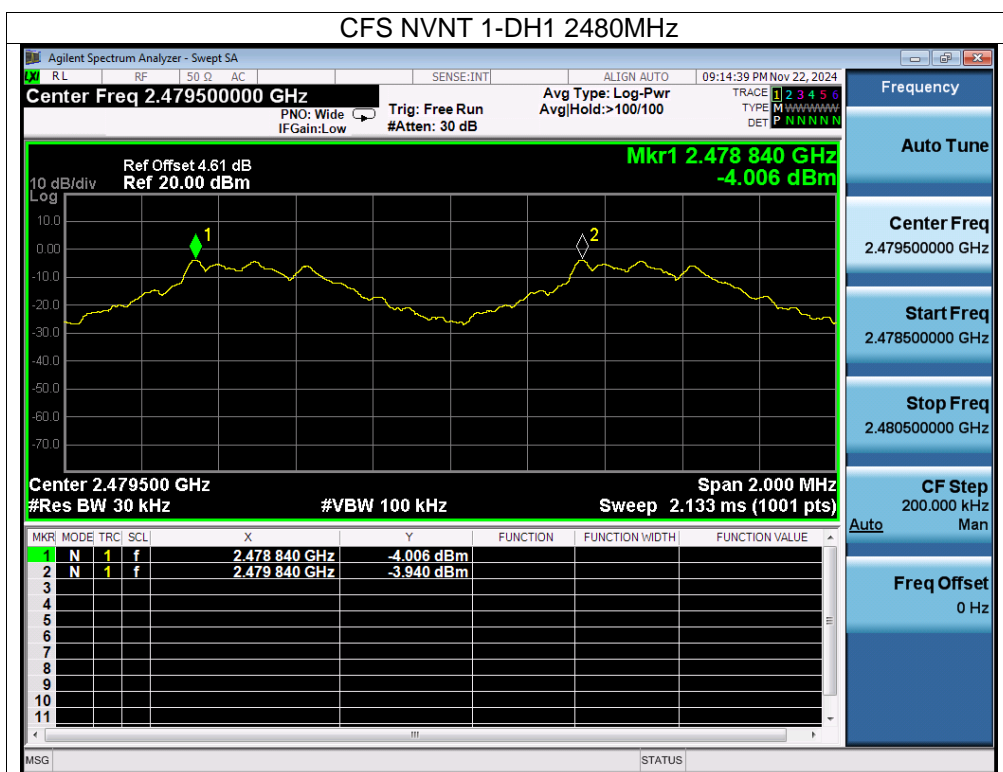 CFS NVNT 1-DH1 2480MHz
Agilent Spectrum Analyzer - Swept SA
LXI RL RF 50 Ω AC SENSE:INT ALIGN AUTO 09:14:39 PM Nov 22, 2024
Center Freq 2.479500000 GHz
PNO: Wide
IFGain:Low
Trig: Free Run
#Atten: 30 dB
Avg Type: Log-Pwr
Avg|Hold:>100/100
TRACE 1 2 3 4 5 6
TYPE M WWWWW
DET P N N N N N
Mkr1 2.478 840 GHz
-4.006 dBm
Ref Offset 4.61 dB
10 dB/div Ref 20.00 dBm
Log
10.0
0.00
-10.0
-20.0
-30.0
-40.0
-50.0
-60.0
-70.0
1
2
Center 2.479500 GHz Span 2.000 MHz
#Res BW 30 kHz #VBW 100 kHz Sweep 2.133 ms (1001 pts)
MKR MODE TRC SCL X Y FUNCTION FUNCTION WIDTH FUNCTION VALUE
1 N 1 f 2.478 840 GHz -4.006 dBm
2 N 1 f 2.479 840 GHz -3.940 dBm
3
4
5
6
7
8
9
10
11
MSG STATUS
Frequency
Auto Tune
Center Freq
2.479500000 GHz
Start Freq
2.478500000 GHz
Stop Freq
2.480500000 GHz
CF Step
200.000 kHz
Auto Man
Freq Offset
0 Hz